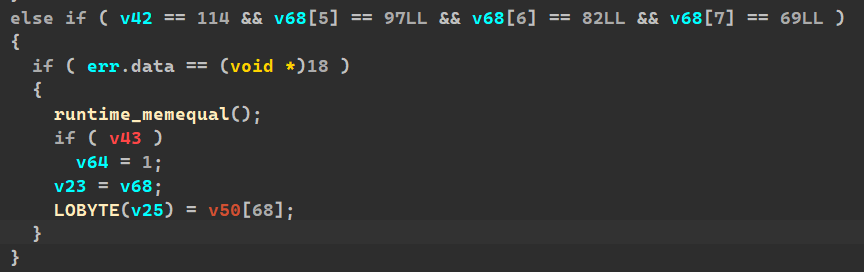 else if ( v42 == 114 && v68[5] == 97LL && v68[6] == 82LL && v68[7] == 69LL )
{
if ( err.data == (void *)18 )
{
runtime_memequal();
if ( v43 )
v64 = 1;
v23 = v68;
LOBYTE(v25) = v50[68];
}
}